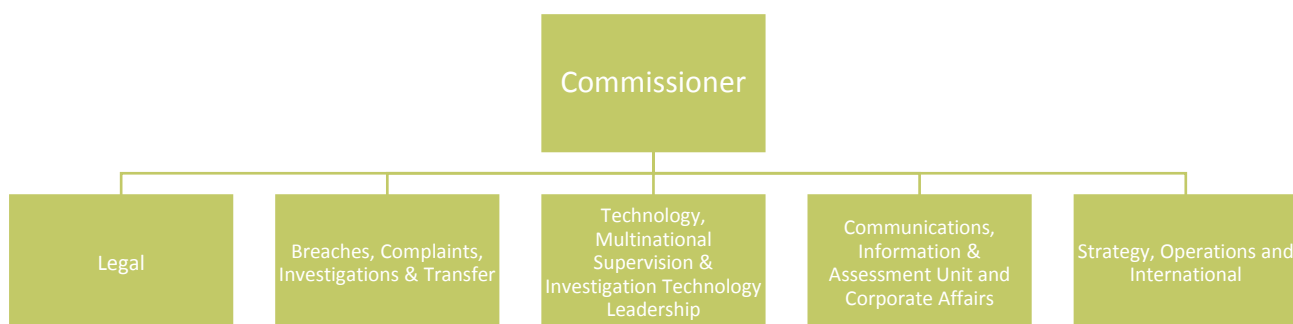 Commissioner
Legal
Breaches, Complaints,
Investigations & Transfer
Technology,
Multinational
Supervision &
Investigation Technology
Leadership
Communications,
Information &
Assessment Unit and
Corporate Affairs
Strategy, Operations and
International